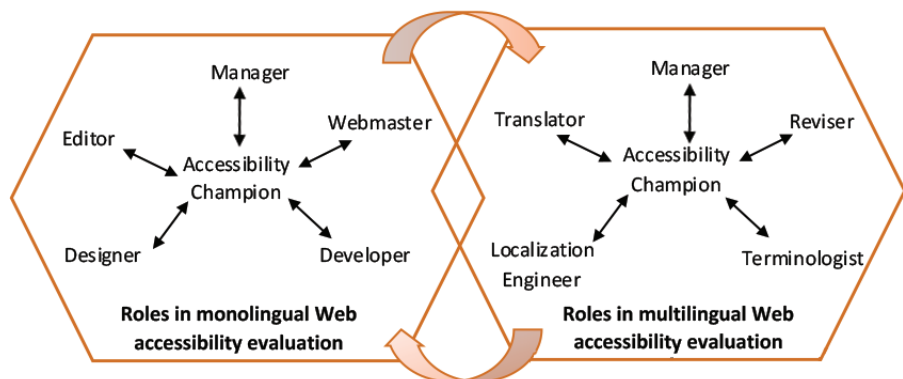 Manager
Editor
Webmaster
Accessibility
Champion
Designer
Developer
Roles in monolingual Web
accessibility evaluation
Manager
Translator
Reviser
Accessibility
Champion
Localization
Engineer
Terminologist
Roles in multilingual Web
accessibility evaluation